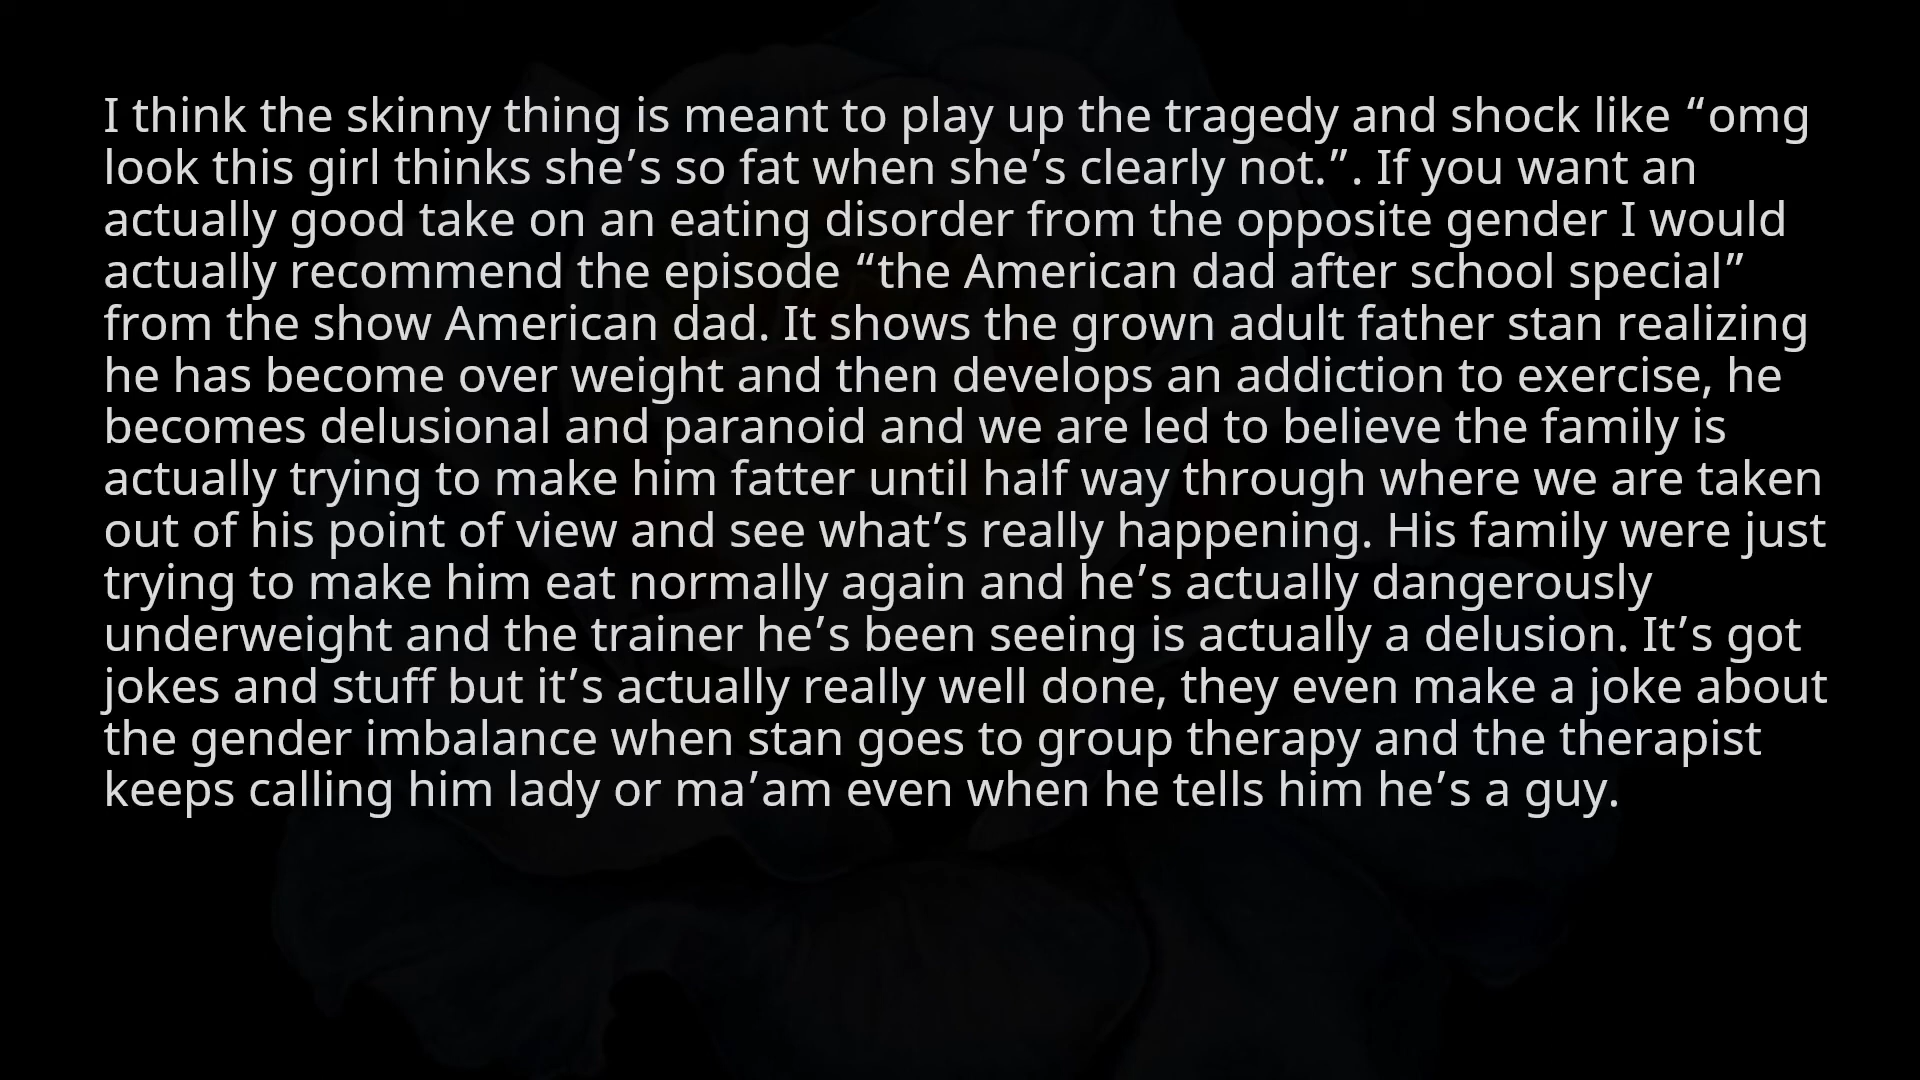 I think the skinny thing is meant to play up the tragedy and shock like “omg
look this girl thinks she’s so fat when she’s clearly not.”. If you want an
actually good take on an eating disorder from the opposite gender I would
actually recommend the episode “the American dad after school special”
from the show American dad. It shows the grown adult father stan realizing
he has become over weight and then develops an addiction to exercise, he
becomes delusional and paranoid and we are led to believe the family is
actually trying to make him fatter until half way through where we are taken
out of his point of view and see what’s really happening. His family were just
trying to make him eat normally again and he’s actually dangerously
underweight and the trainer he’s been seeing is actually a delusion. It’s got
jokes and stuff but it’s actually really well done, they even make a joke about
the gender imbalance when stan goes to group therapy and the therapist
keeps calling him lady or ma’am even when he tells him he’s a guy.